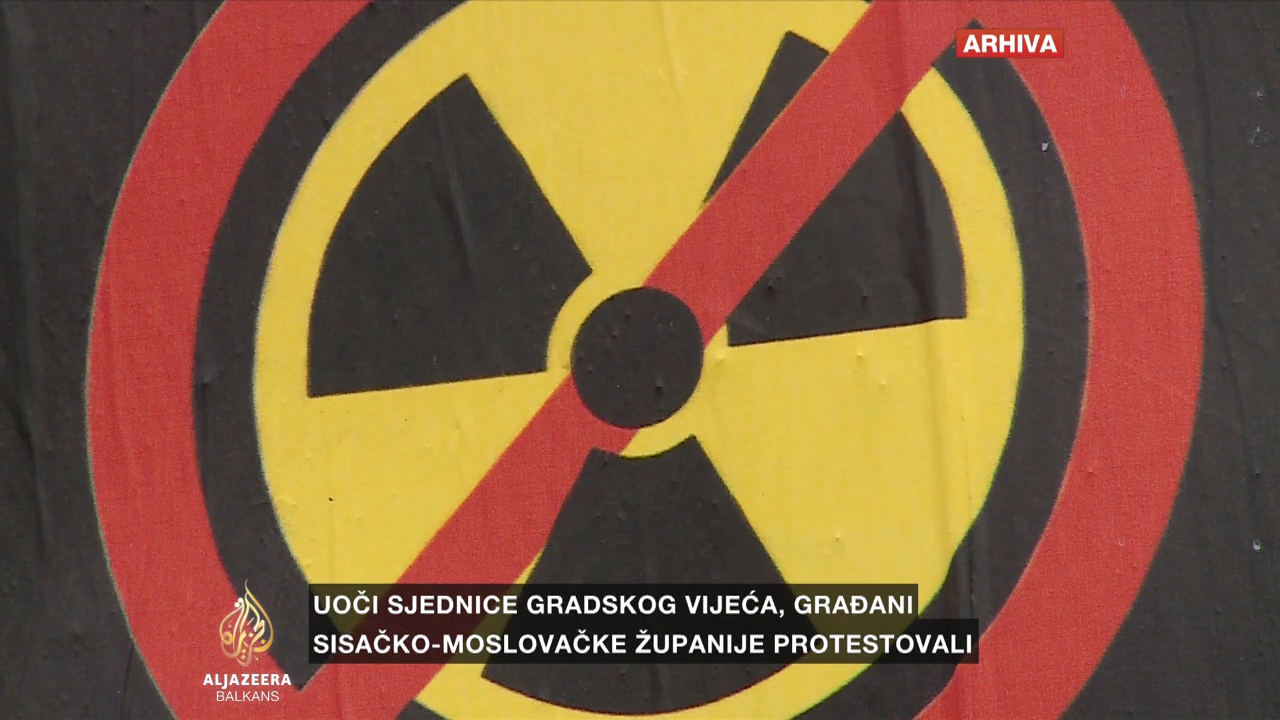 ARHIVA
UOČI SJEDNICE GRADSKOG VIJEĆA, GRAĐANI
SISAČKO-MOSLOVAČKE ŽUPANIJE PROTESTOVALI
ALJAZEERA
BALKANS